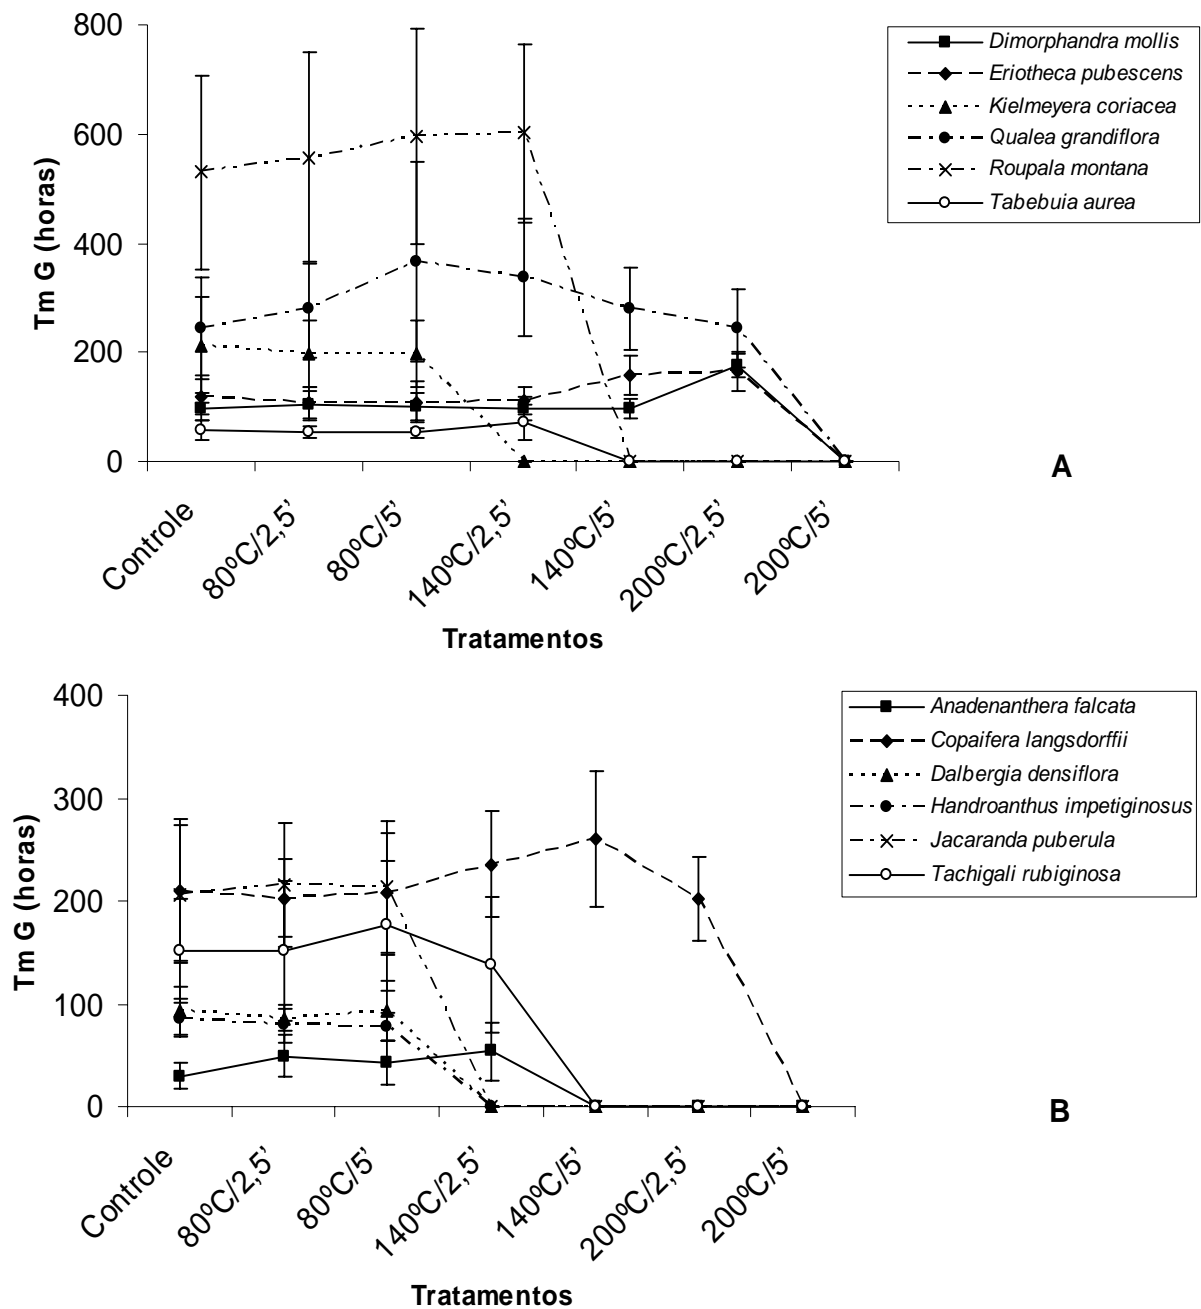 800
600
400
200
0
Tm G (horas)
Controle
80ºC/2,5’
80ºC/5’
140ºC/2,5’
140ºC/5’
200ºC/2,5’
200ºC/5’
Tratamentos
Dimorphandra mollis
Eriotheca pubescens
Kielmeyera coriacea
Qualea grandiflora
Roupala montana
Tabebuia aurea
A
400
300
200
100
0
Tm G (horas)
Controle
80ºC/2,5’
80ºC/5’
140ºC/2,5’
140ºC/5’
200ºC/2,5’
200ºC/5’
Tratamentos
Anadenanthera falcata
Copaifera langsdorffii
Dalbergia densiflora
Handroanthus impetiginosus
Jacaranda puberula
Tachigali rubiginosa
B